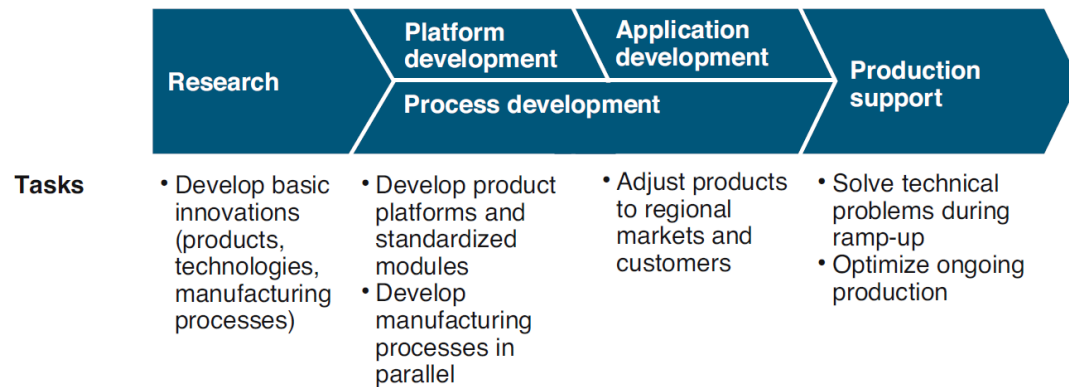 Research
Platform
development
Application
development
Process development
Production
support
Tasks
• Develop basic
innovations
(products,
technologies,
manufacturing
processes)
• Develop product
platforms and
standardized
modules
• Develop
manufacturing
processes in
parallel
• Adjust products
to regional
markets and
customers
• Solve technical
problems during
ramp-up
• Optimize ongoing
production